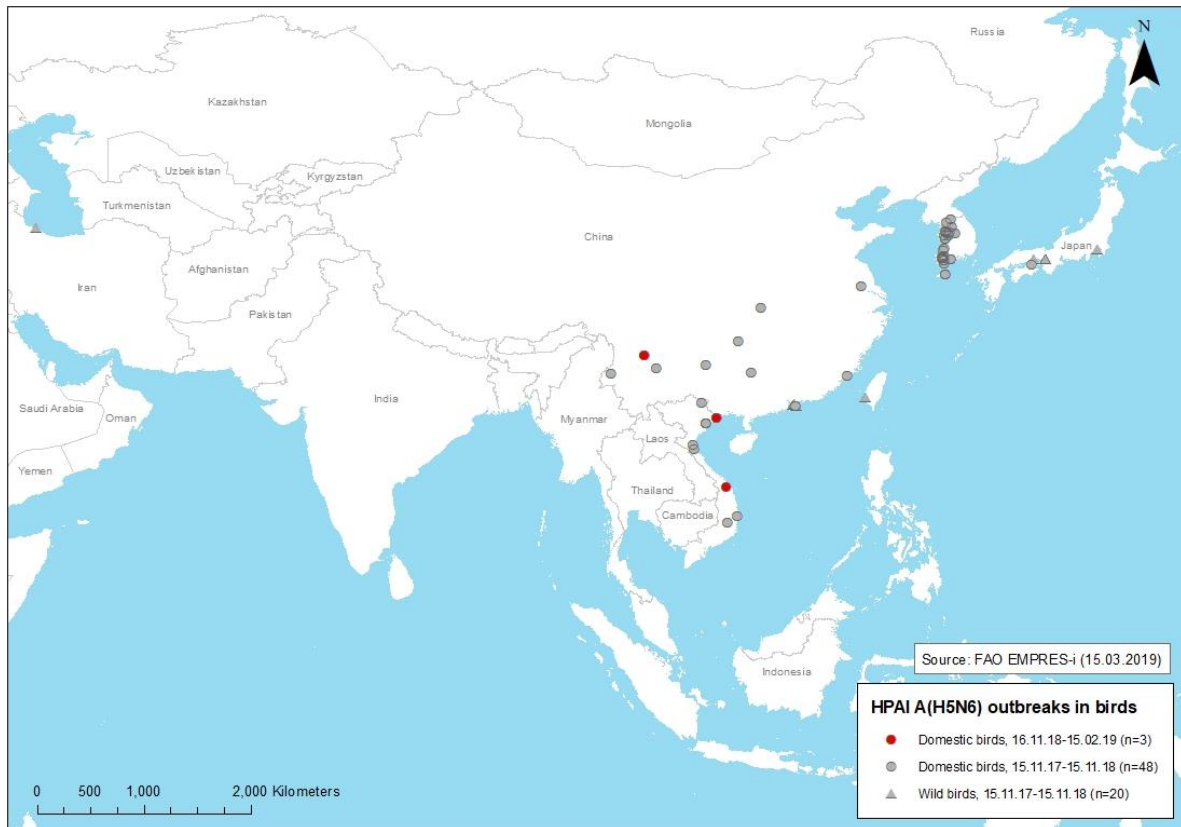 N
Russia
Kazakhstan
Mongolia
Uzbekistan
Kyrgyzstan
Turkmenistan
China
Japan
Afghanistan
Iran
Pakistan
Saudi Arabia
Oman
India
Myanmar
Laos
Yemen
Thailand
Cambodia
Indonesia
Source: FAO EMPRES-i (15.03.2019)
HPAI A(H5N6) outbreaks in birds
Domestic birds, 16.11.18-15.02.19 (n=3)
Domestic birds, 15.11.17-15.11.18 (n=48)
Wild birds, 15.11.17-15.11.18 (n=20)
0 500 1,000 2,000 Kilometers